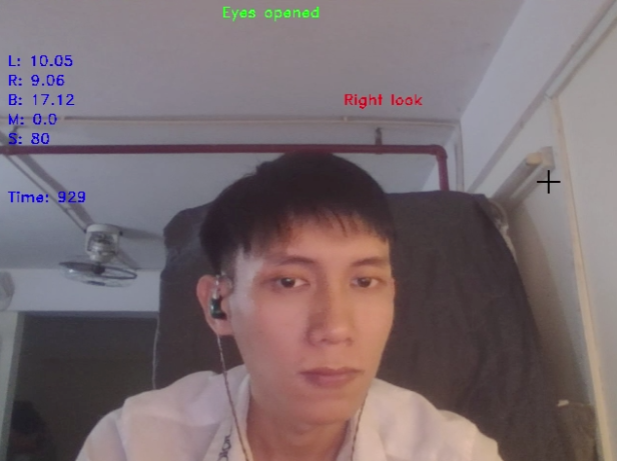 Eyes opened
L: 10.05
R: 9.06
B: 17.12
Right look
M: 0.0
S: 80
Time: 929